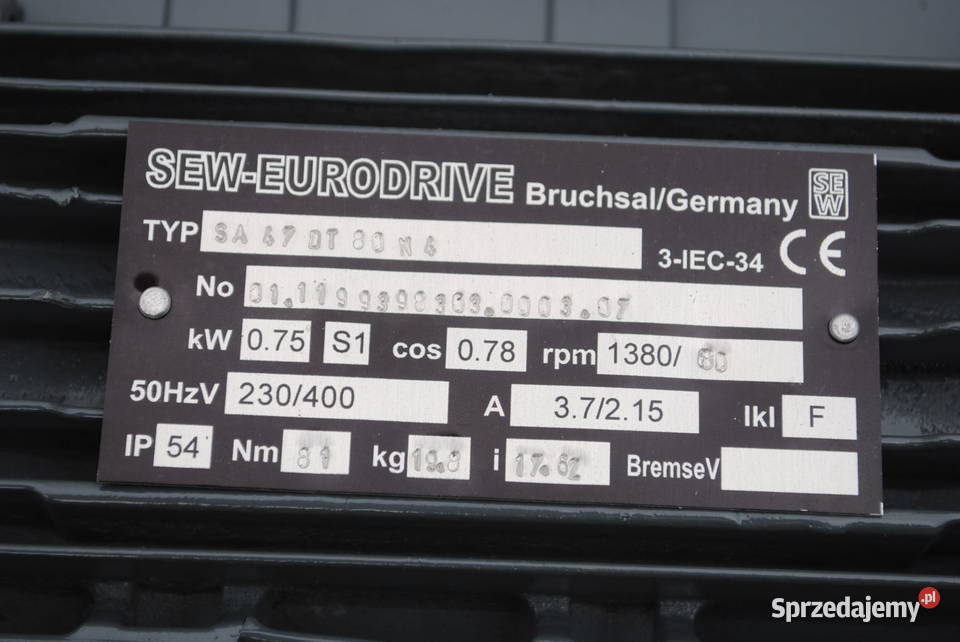 SEW-EURODRIVE Bruchsal/Germany SEW
TYP SA 47 DT 80 N 4 3-IEC-34 CE
No 01.1199398303.0003.07
kW 0.75 S1 cos 0.78 rpm 1380/ 80
50HzV 230/400 A 3.7/2.15 Ikl F
IP 54 Nm 81 kg 19.8 i 17.62 BremseV
Sprzedajemy.pl